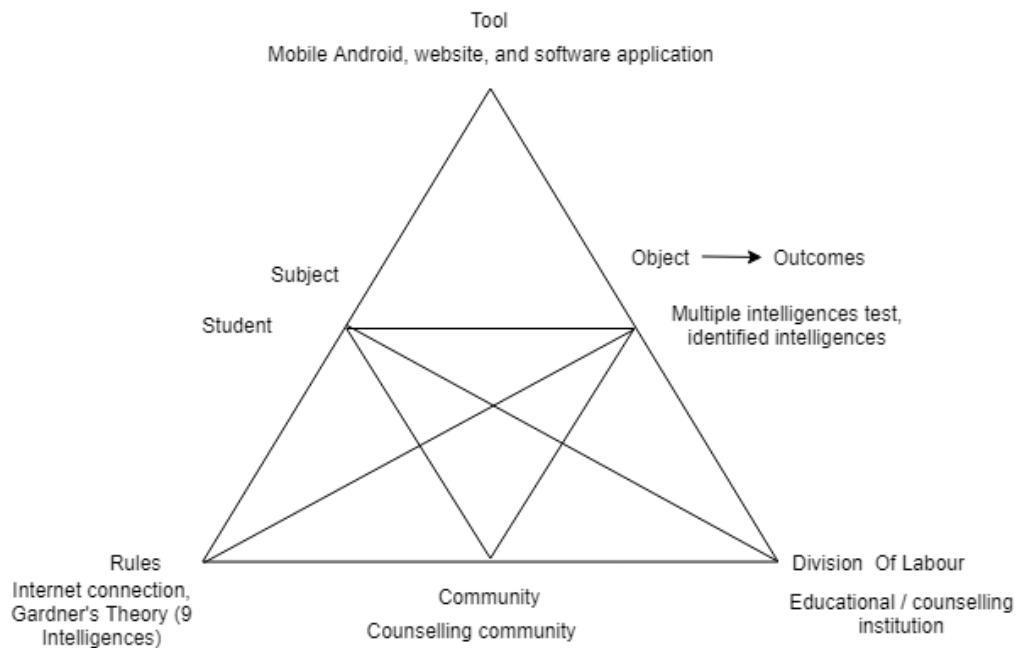 Tool
Mobile Android, website, and software application
Object
Outcomes
Subject
Multiple intelligences test,
identified intelligences
Student
Rules
Internet connection,
Gardner's Theory (9
Intelligences)
Community
Counselling community
Division Of Labour
Educational / counselling
institution